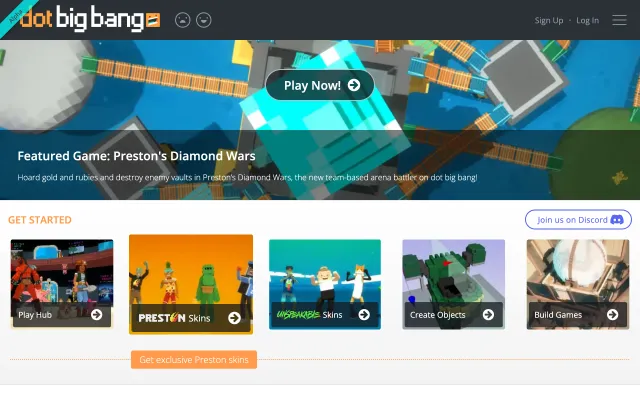 Alpha
dot big bang
Sign Up · Log In
Play Now!
Featured Game: Preston's Diamond Wars
Hoard gold and rubies and destroy enemy vaults in Preston's Diamond Wars, the new team-based arena battler on dot big bang!
GET STARTED
Join us on Discord
Play Hub
PRESTON Skins
UNSPEAKABLE Skins
Create Objects
Build Games
Get exclusive Preston skins